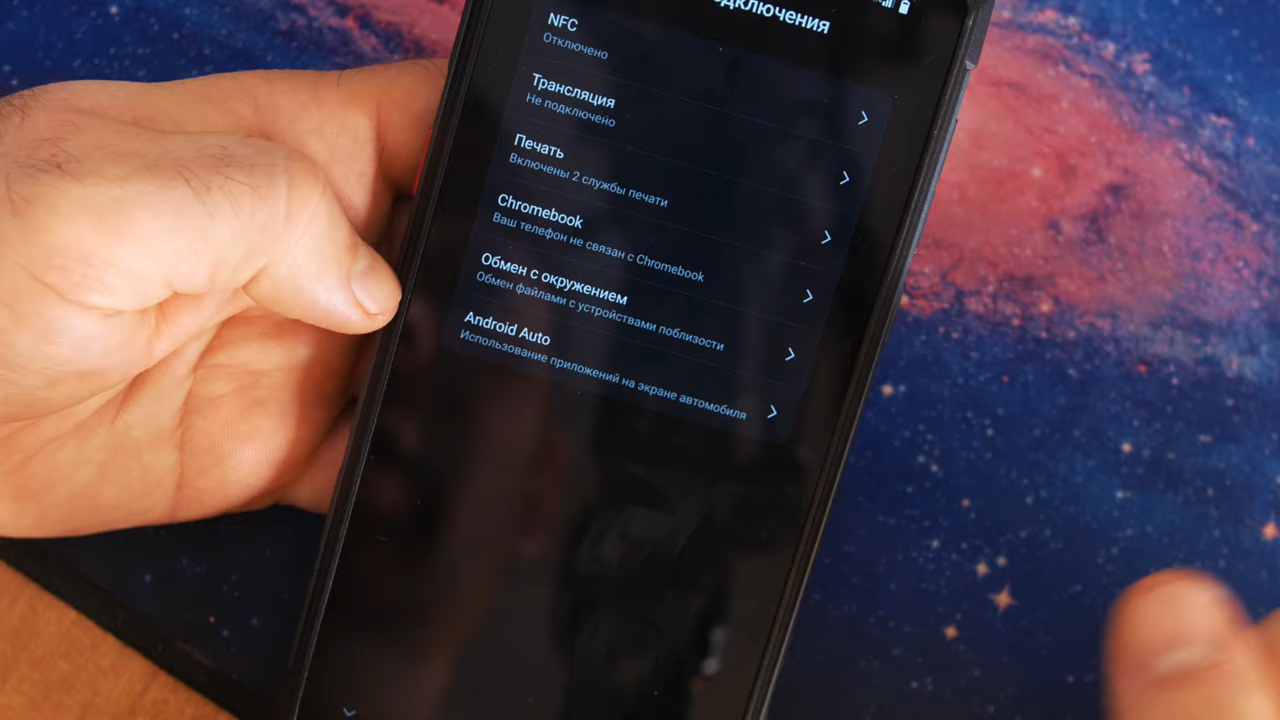 NFC
Отключено
Трансляция
Не подключено
Печать
Включены 2 службы печати
Chromebook
Ваш телефон не связан с Chromebook
Обмен с окружением
Обмен файлами с устройствами поблизости
Android Auto
Использование приложений на экране автомобиля